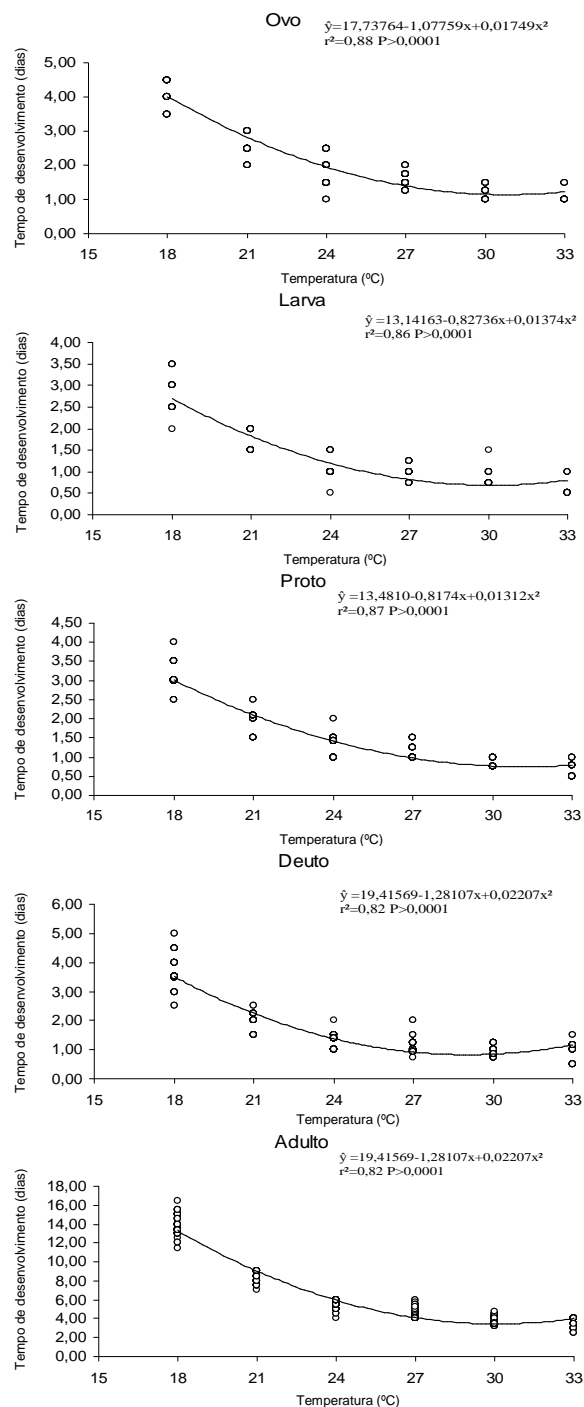 Ovo
ŷ=17,73764-1,07759x+0,01749x²
r²=0,88 P>0,0001
Tempo de desenvolvimento (dias)
5,00
4,00
3,00
2,00
1,00
0,00
15 18 21 24 27 30 33
Temperatura (ºC)
Larva
ŷ =13,14163-0,82736x+0,01374x²
r²=0,86 P>0,0001
Tempo de desenvolvimento (dias)
4,00
3,50
3,00
2,50
2,00
1,50
1,00
0,50
0,00
15 18 21 24 27 30 33
Temperatura (ºC)
Proto
ŷ =13,4810-0,8174x+0,01312x²
r²=0,87 P>0,0001
Tempo de desenvolvimento (dias)
4,50
4,00
3,50
3,00
2,50
2,00
1,50
1,00
0,50
0,00
15 18 21 24 27 30 33
Temperatura (ºC)
Deuto
ŷ =19,41569-1,28107x+0,02207x²
r²=0,82 P>0,0001
Tempo de desenvolvimento (dias)
6,00
5,00
4,00
3,00
2,00
1,00
0,00
15 18 21 24 27 30 33
Temperatura (ºC)
Adulto
ŷ =19,41569-1,28107x+0,02207x²
r²=0,82 P>0,0001
Tempo de desenvolvimento (dias)
18,00
16,00
14,00
12,00
10,00
8,00
6,00
4,00
2,00
0,00
15 18 21 24 27 30 33
Temperatura (ºC)